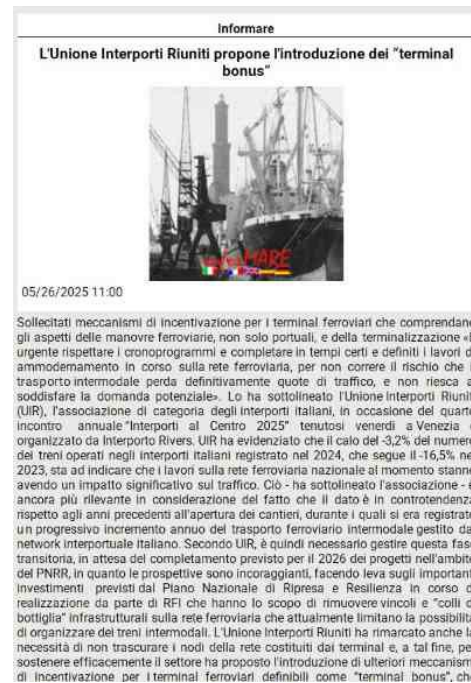 Informare
L'Unione Interporti Riuniti propone l'introduzione dei "terminal
bonus"
inforMARE
05/26/2025 11:00
Sollecitati meccanismi di incentivazione per i terminal ferroviari che comprendano
gli aspetti delle manovre ferroviarie, non solo portuali, e della terminalizzazione «
urgente rispettare i cronoprogrammi e completare in tempi certi e definiti i lavori d
ammodernamento in corso sulla rete ferroviaria, per non correre il rischio che i
trasporto intermodale perda definitivamente quote di traffico, e non riesca a
soddisfare la domanda potenziale». Lo ha sottolineato l'Unione Interporti Riunit
(UIR), l'associazione di categoria degli interporti italiani, in occasione del quarto
incontro annuale "Interporti al Centro 2025" tenutosi venerdì a Venezia e
organizzato da Interporto Rivers. UIR ha evidenziato che il calo del -3,2% del numero
dei treni operati negli interporti italiani registrato nel 2024, che segue il -16,5% nel
2023, sta ad indicare che i lavori sulla rete ferroviaria nazionale al momento stanno
avendo un impatto significativo sul traffico. Ciò - ha sottolineato l'associazione - è
ancora più rilevante in considerazione del fatto che il dato è in controtendenza
rispetto agli anni precedenti all'apertura dei cantieri, durante i quali si era registrato
un progressivo incremento annuo del trasporto ferroviario intermodale gestito dal
network interportuale italiano. Secondo UIR, è quindi necessario gestire questa fase
transitoria, in attesa del completamento previsto per il 2026 dei progetti nell'ambito
del PNRR, in quanto le prospettive sono incoraggianti, facendo leva sugli importanti
investimenti previsti dal Piano Nazionale di Ripresa e Resilienza in corso di
realizzazione da parte di RFI che hanno lo scopo di rimuovere vincoli e "colli di
bottiglia" infrastrutturali sulla rete ferroviaria che attualmente limitano la possibilità
di organizzare dei treni intermodali. L'Unione Interporti Riuniti ha rimarcato anche la
necessità di non trascurare i nodi della rete costituiti dai terminal e, a tal fine, per
sostenere efficacemente il settore ha proposto l'introduzione di ulteriori meccanismi
di incentivazione per i terminal ferroviari definibili come "terminal bonus", che